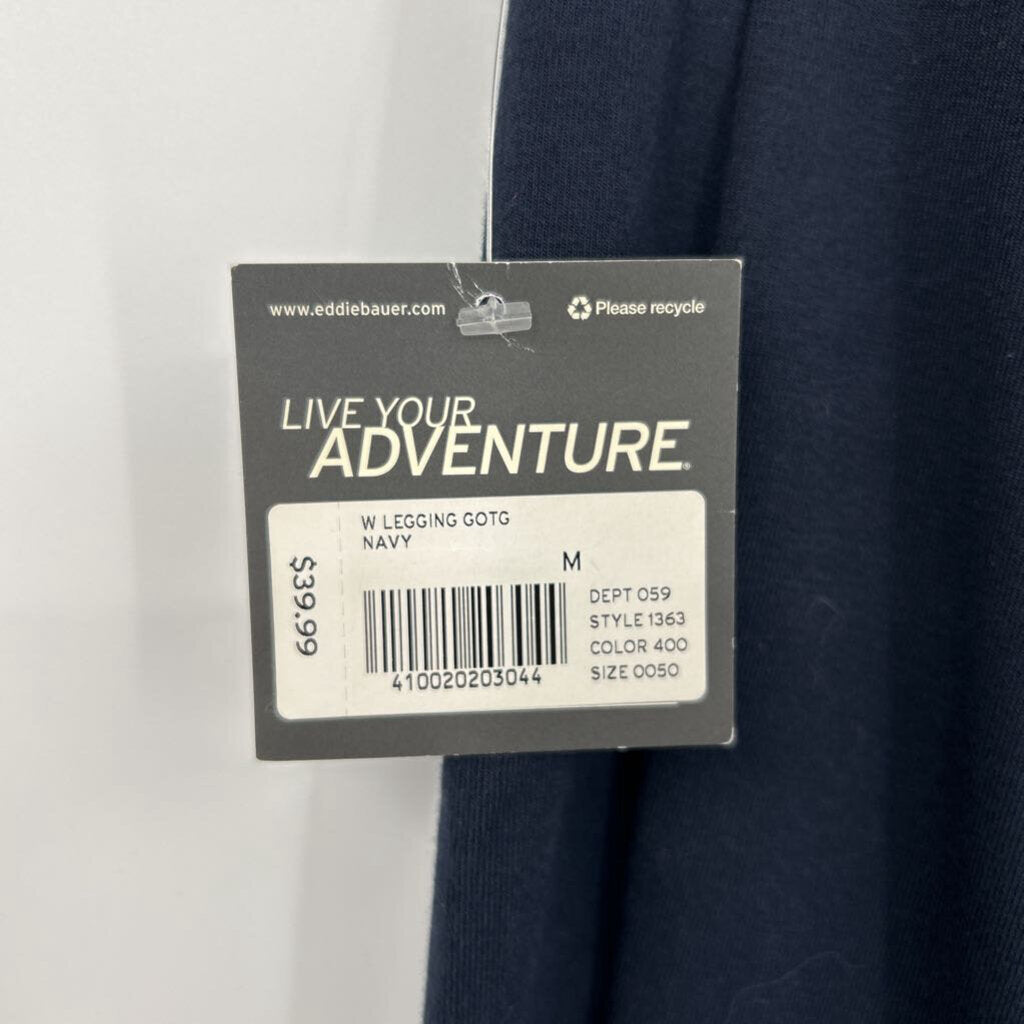 www.eddiebauer.com
Please recycle
LIVE YOUR
ADVENTURE®
W LEGGING GOTG
NAVY
M
$39.99
DEPT 059
STYLE 1363
COLOR 400
SIZE 0050
410020203044